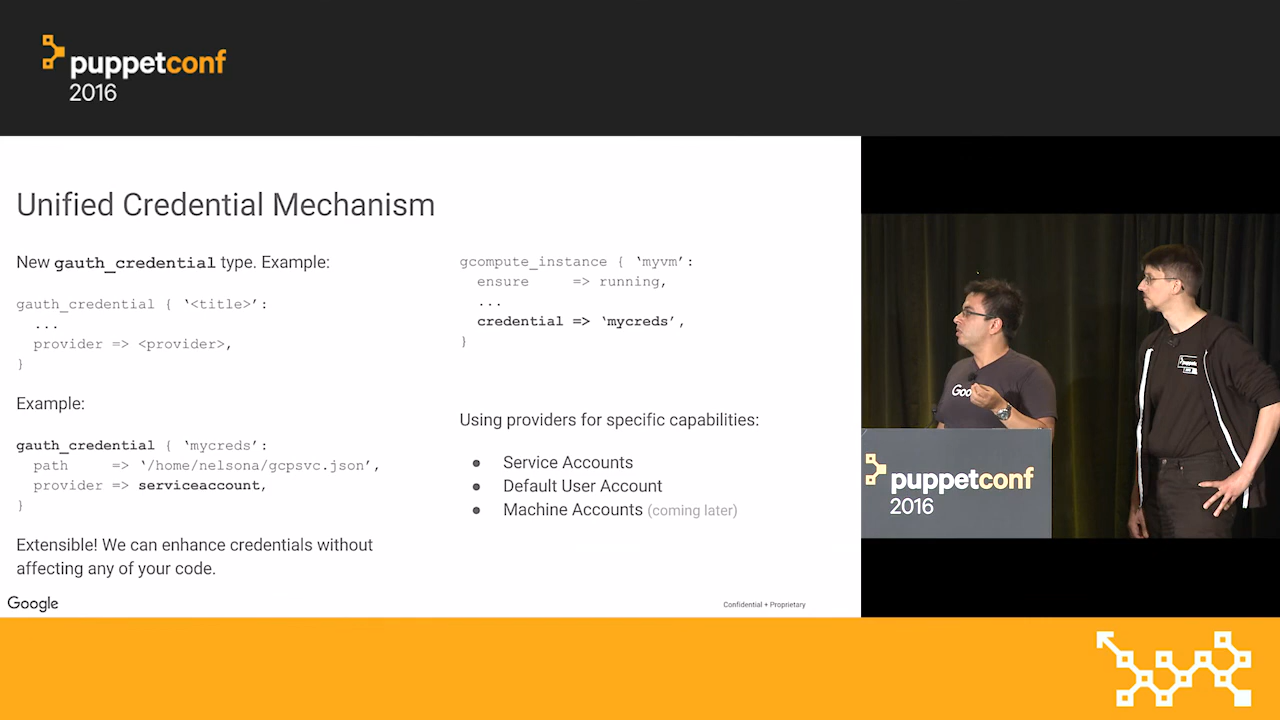 puppetconf
2016
Unified Credential Mechanism
New gauth_credential type. Example:
gauth_credential { ‘<title>’:
...
provider => <provider>,
}
Example:
gauth_credential { ‘mycreds’:
path => ‘/home/nelsona/gcpsvc.json’,
provider => serviceaccount,
}
Extensible! We can enhance credentials without
affecting any of your code.
gcompute_instance { ‘myvm’:
ensure => running,
...
credential => ‘mycreds’,
}
Using providers for specific capabilities:
● Service Accounts
● Default User Account
● Machine Accounts (coming later)
Google
Confidential + Proprietary
puppetconf
2016